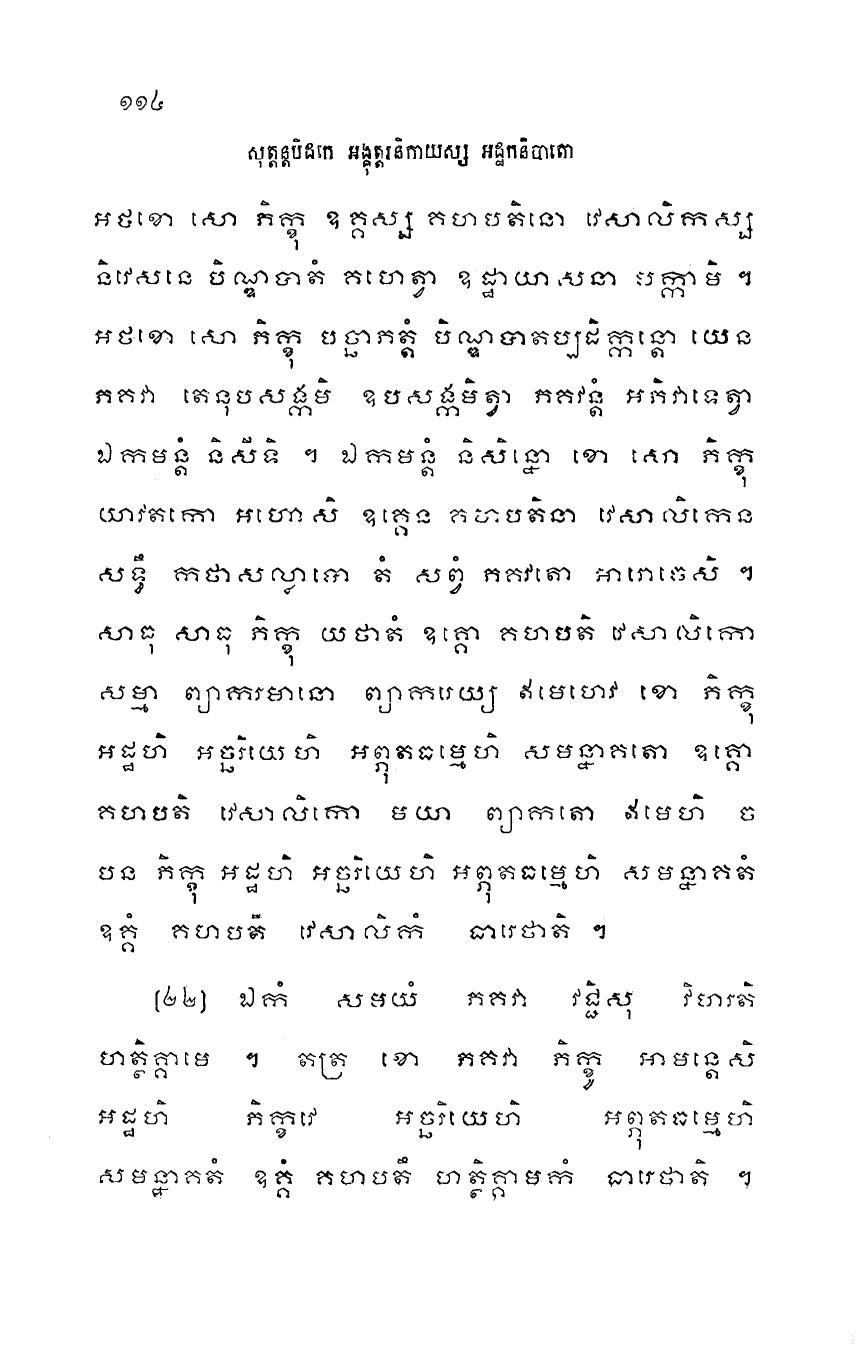 ១១៤
សុត្តន្តបិដកេ អង្គុត្តរនិកាយស្ស អដ្ឋកនិបាតោ
អថខោ សោ ភិក្ខុ ឧគ្គស្ស គហបតិនោ វេសាលិកស្ស
និវេសនេ បិណ្ឌបាតំ គហេត្វា ឧដ្ឋាយាសនា បក្កាមិ ។
អថខោ សោ ភិក្ខុ បច្ឆាភត្តំ បិណ្ឌបាតប្បដិក្កន្តោ យេន
ភគវា តេនុបសង្កមិ ឧបសង្កមិត្វា ភគវន្តំ អភិវាទេត្វា
ឯកមន្តំ និសីទិ ។ ឯកមន្តំ និសិន្នោ ខោ សោ ភិក្ខុ
យាវតកោ អហោសិ ឧគ្គេន គហបតិនា វេសាលិកេន
សទ្ធឹ កថាសល្លាបោ តំ សព្វំ ភគវតោ អារោចេសិ ។
សាធុ សាធុ ភិក្ខុ យថាតំ ឧគ្គោ គហបតិ វេសាលិកោ
សម្មា ព្យាករមានោ ព្យាករេយ្យ ឥមេហេវ ខោ ភិក្ខុ
អដ្ឋហិ អច្ឆរិយេហិ អព្ភុតធម្មេហិ សមន្នាគតោ ឧគ្គោ
គហបតិ វេសាលិកោ មយា ព្យាកតោ ឥមេហិ ច
បន ភិក្ខុ អដ្ឋហិ អច្ឆរិយេហិ អព្ភុតធម្មេហិ សមន្នាគតំ
ឧគ្គំ គហបតឹ វេសាលិកំ ធារេថាតិ ។
[២២] ឯកំ សមយំ ភគវា វជ្ជីសុ វិហរតិ
ហត្ថិគ្គាមេ ។ តត្រ ខោ ភគវា ភិក្ខូ អាមន្តេសិ
អដ្ឋហិ ភិក្ខវេ អច្ឆរិយេហិ អព្ភុតធម្មេហិ
សមន្នាគតំ ឧគ្គំ គហបតឹ ហត្ថិគ្គាមកំ ធារេថាតិ ។